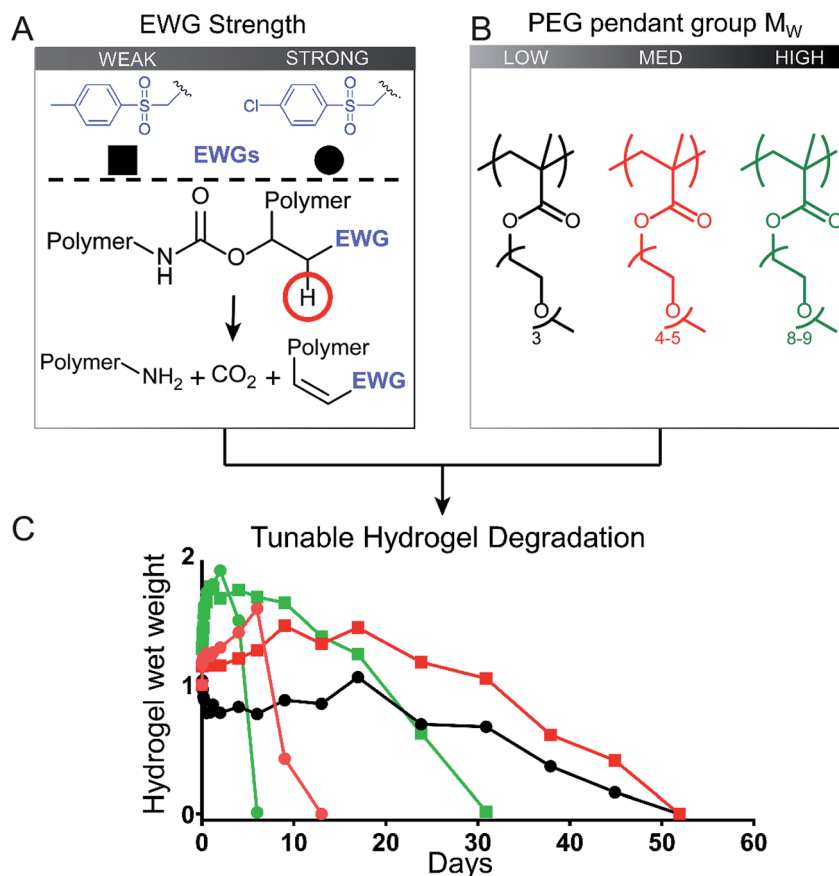 A
EWG Strength
WEAK STRONG
Cl
O
S
O
O
S
O
EWGs
Polymer
O
Polymer
N
H
O
EWG
H
Polymer
Polymer
NH2 + CO2 +
EWG
B
PEG pendant group MW
LOW MED HIGH
O O
O
3
O O
O
4-5
O O
O
8-9
C
Tunable Hydrogel Degradation
Hydrogel wet weight
2
1
0
0 10 20 30 40 50 60
Days